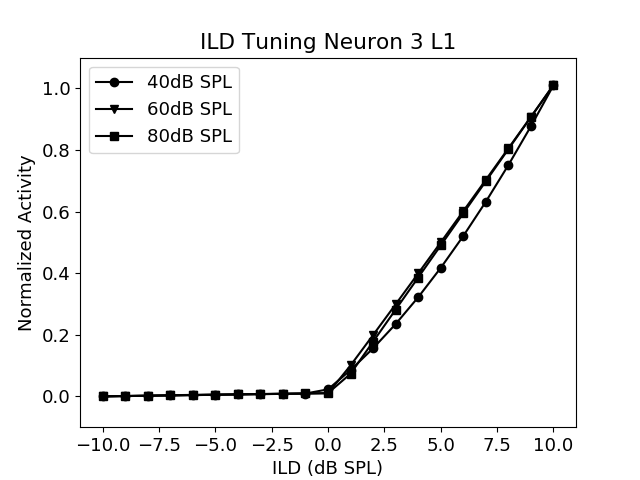 ILD Tuning Neuron 3 L1
40dB SPL
60dB SPL
80dB SPL
Normalized Activity
1.0
0.8
0.6
0.4
0.2
0.0
−10.0 −7.5 −5.0 −2.5 0.0 2.5 5.0 7.5 10.0
ILD (dB SPL)